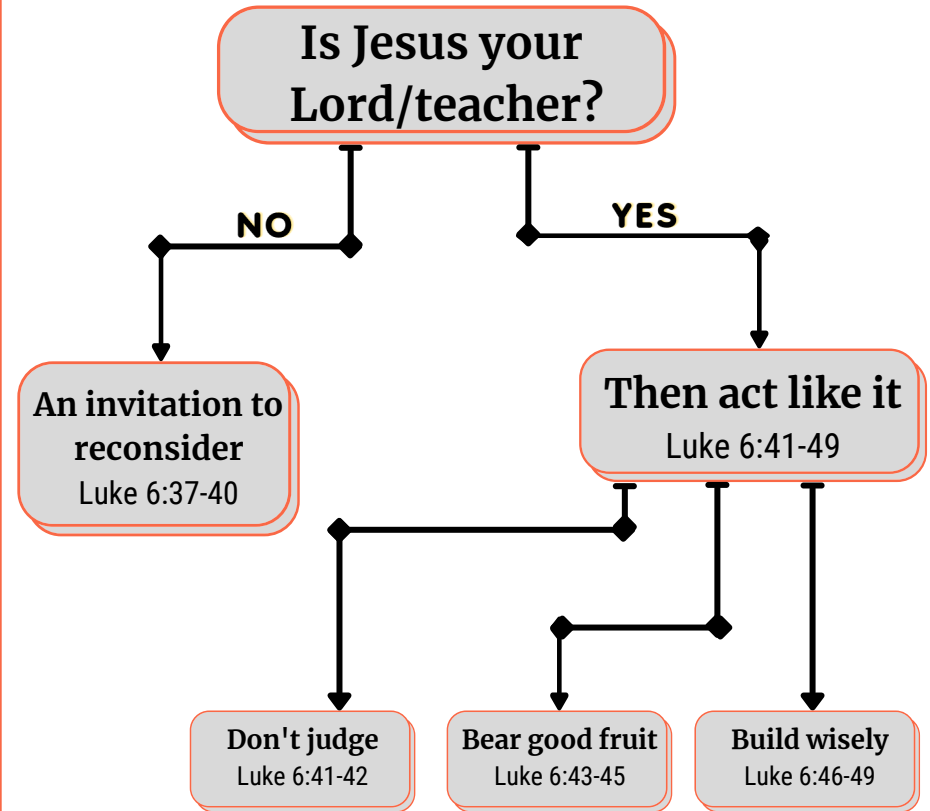 Is Jesus your
Lord/teacher?
NO
YES
An invitation to
reconsider
Luke 6:37-40
Then act like it
Luke 6:41-49
Don't judge
Luke 6:41-42
Bear good fruit
Luke 6:43-45
Build wisely
Luke 6:46-49